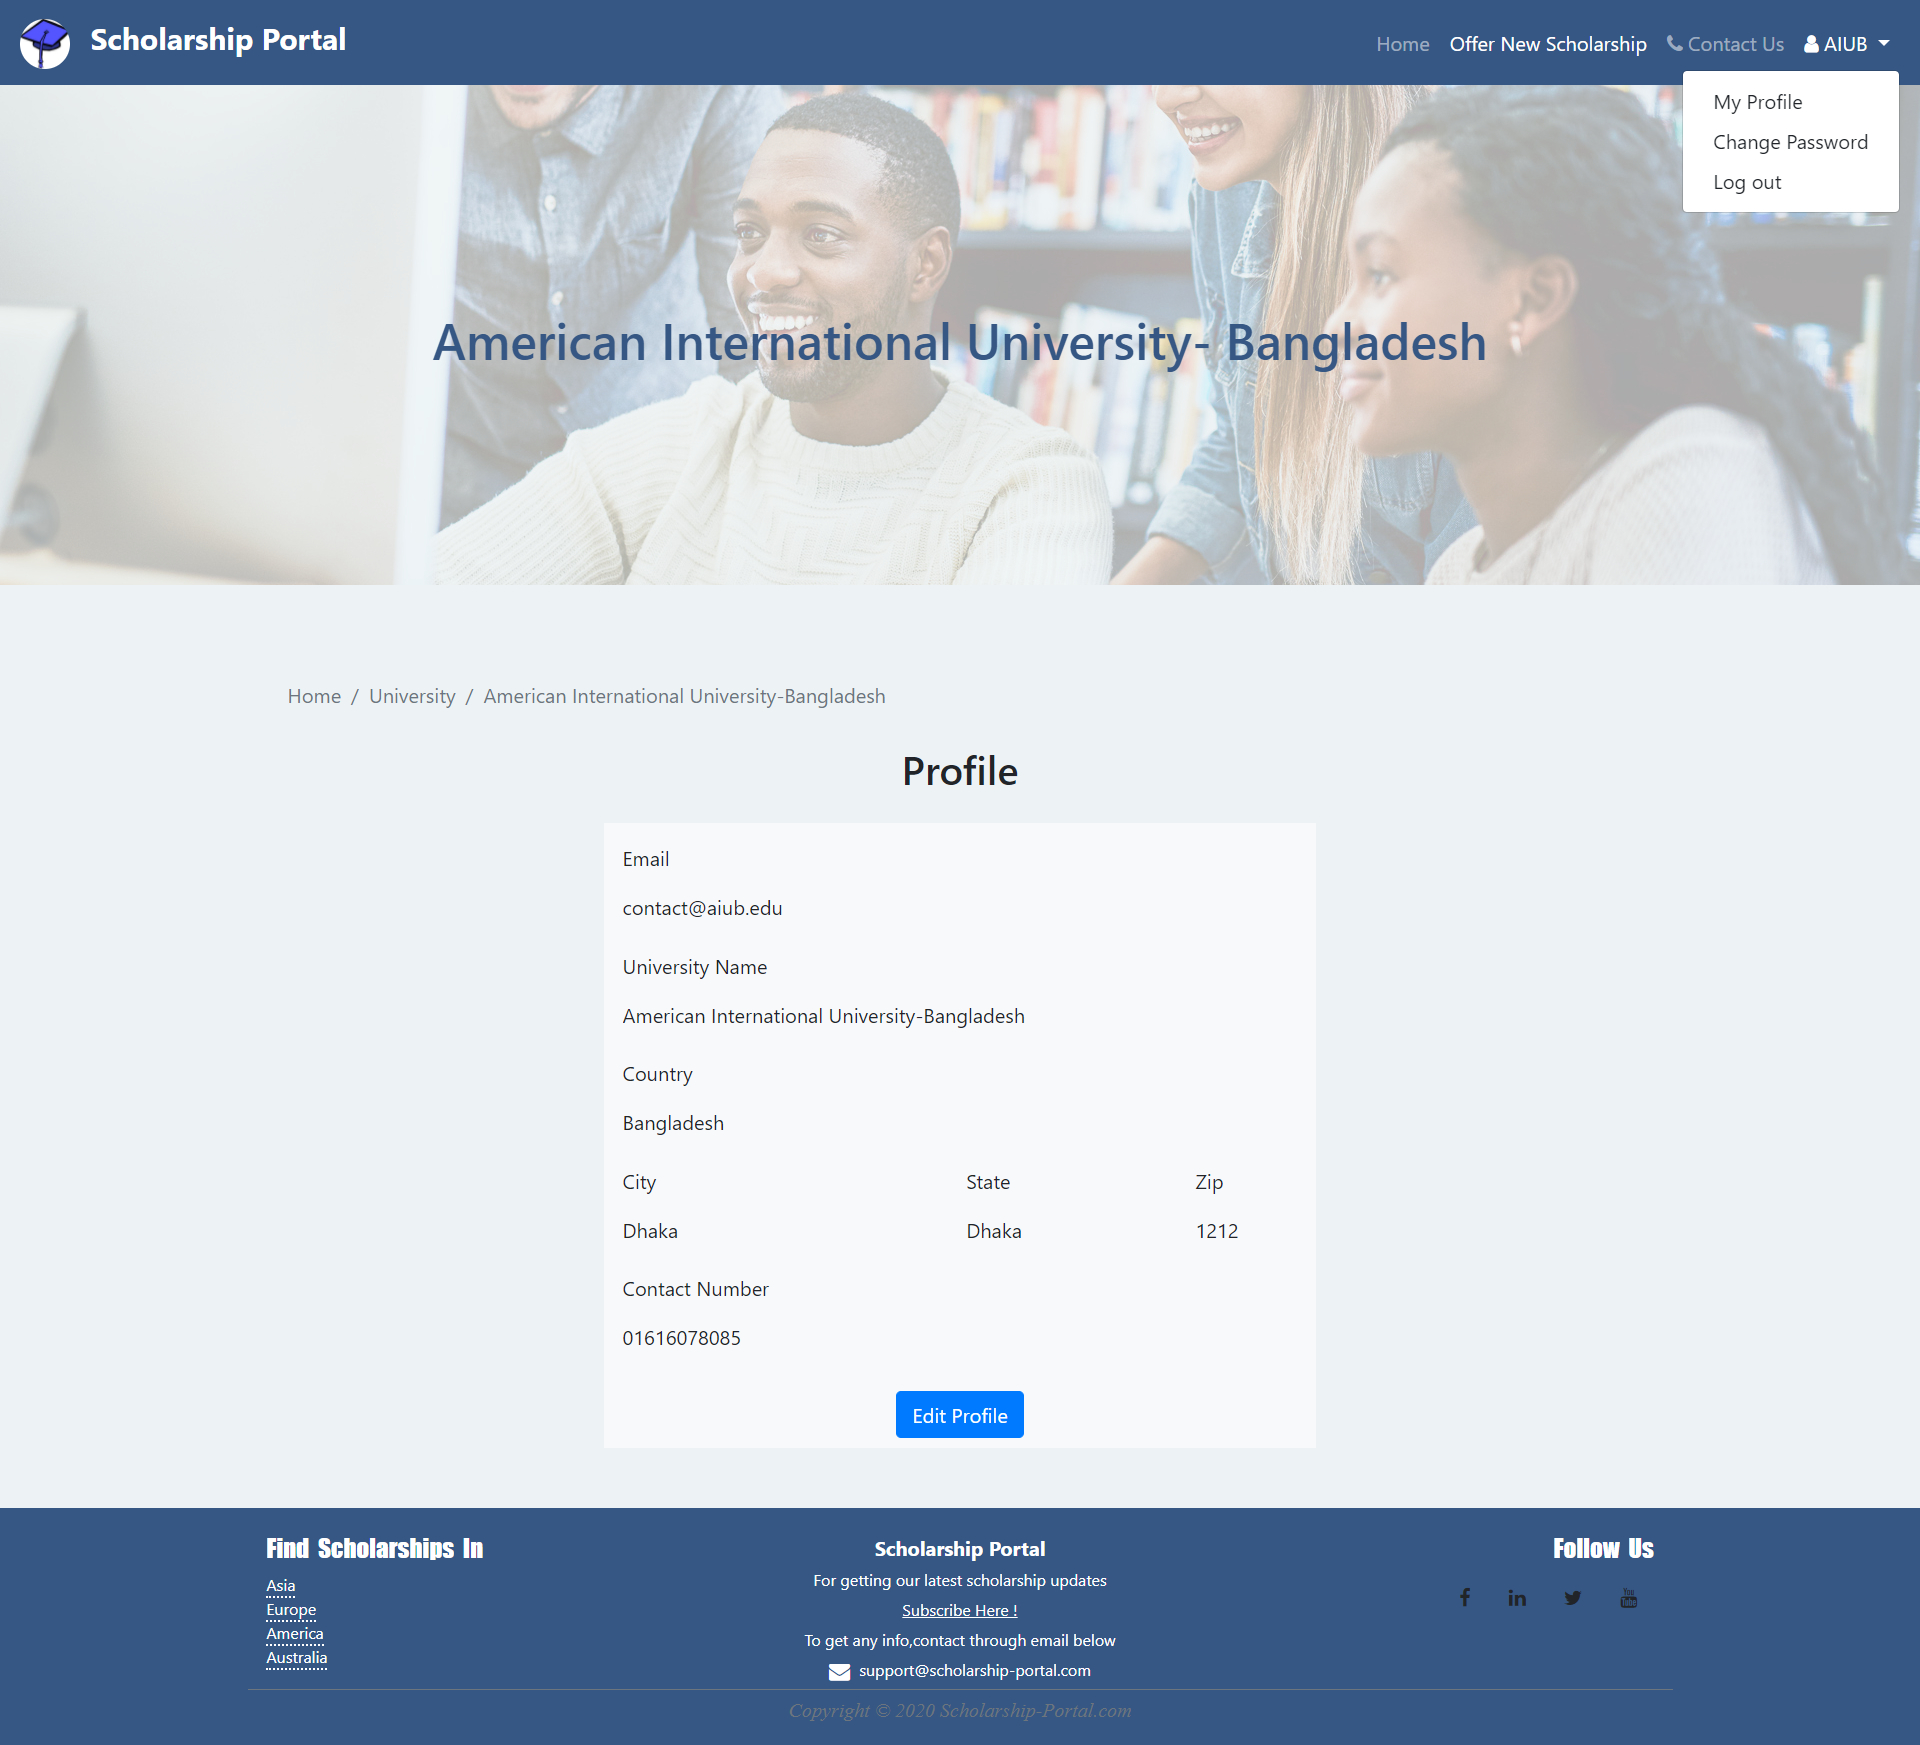 Scholarship Portal
Home Offer New Scholarship Contact Us AIUB
My Profile
Change Password
Log out
American International University- Bangladesh
Home / University / American International University-Bangladesh
Profile
Email
contact@aiub.edu
University Name
American International University-Bangladesh
Country
Bangladesh
City State Zip
Dhaka Dhaka 1212
Contact Number
01616078085
Edit Profile
Find Scholarships In
Asia
Europe
America
Australia
Scholarship Portal
For getting our latest scholarship updates
Subscribe Here !
To get any info,contact through email below
support@scholarship-portal.com
Follow Us
You
Tube
Copyright © 2020 Scholarship-Portal.com